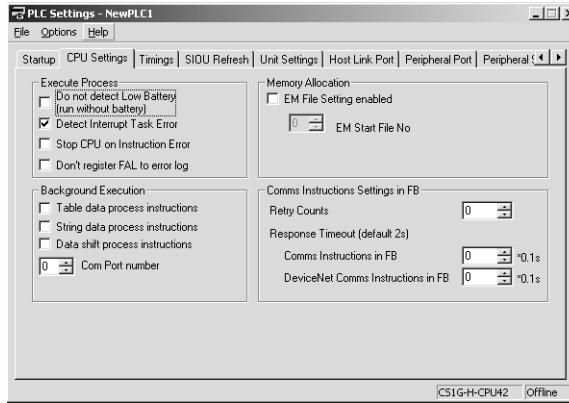 PLC Settings - NewPLC1
File Options Help
Startup CPU Settings Timings SIOU Refresh Unit Settings Host Link Port Peripheral Port Peripheral
Execute Process
Do not detect Low Battery
(run without battery)
Detect Interrupt Task Error
Stop CPU on Instruction Error
Don't register FAL to error log
Memory Allocation
EM File Setting enabled
0 EM Start File No
Background Execution
Table data process instructions
String data process instructions
Data shift process instructions
0 Com Port number
Comms Instructions Settings in FB
Retry Counts 0
Response Timeout (default 2s)
Comms Instructions in FB 0 *0.1s
DeviceNet Comms Instructions in FB 0 *0.1s
CS1G-H-CPU42 Offline